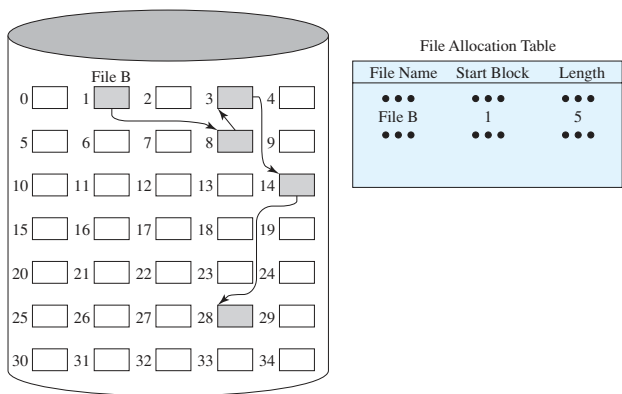 File Allocation Table
File Name Start Block Length
••• ••• •••
File B 1 5
••• ••• •••
File B
0 1 2 3 4
5 6 7 8 9
10 11 12 13 14
15 16 17 18 19
20 21 22 23 24
25 26 27 28 29
30 31 32 33 34